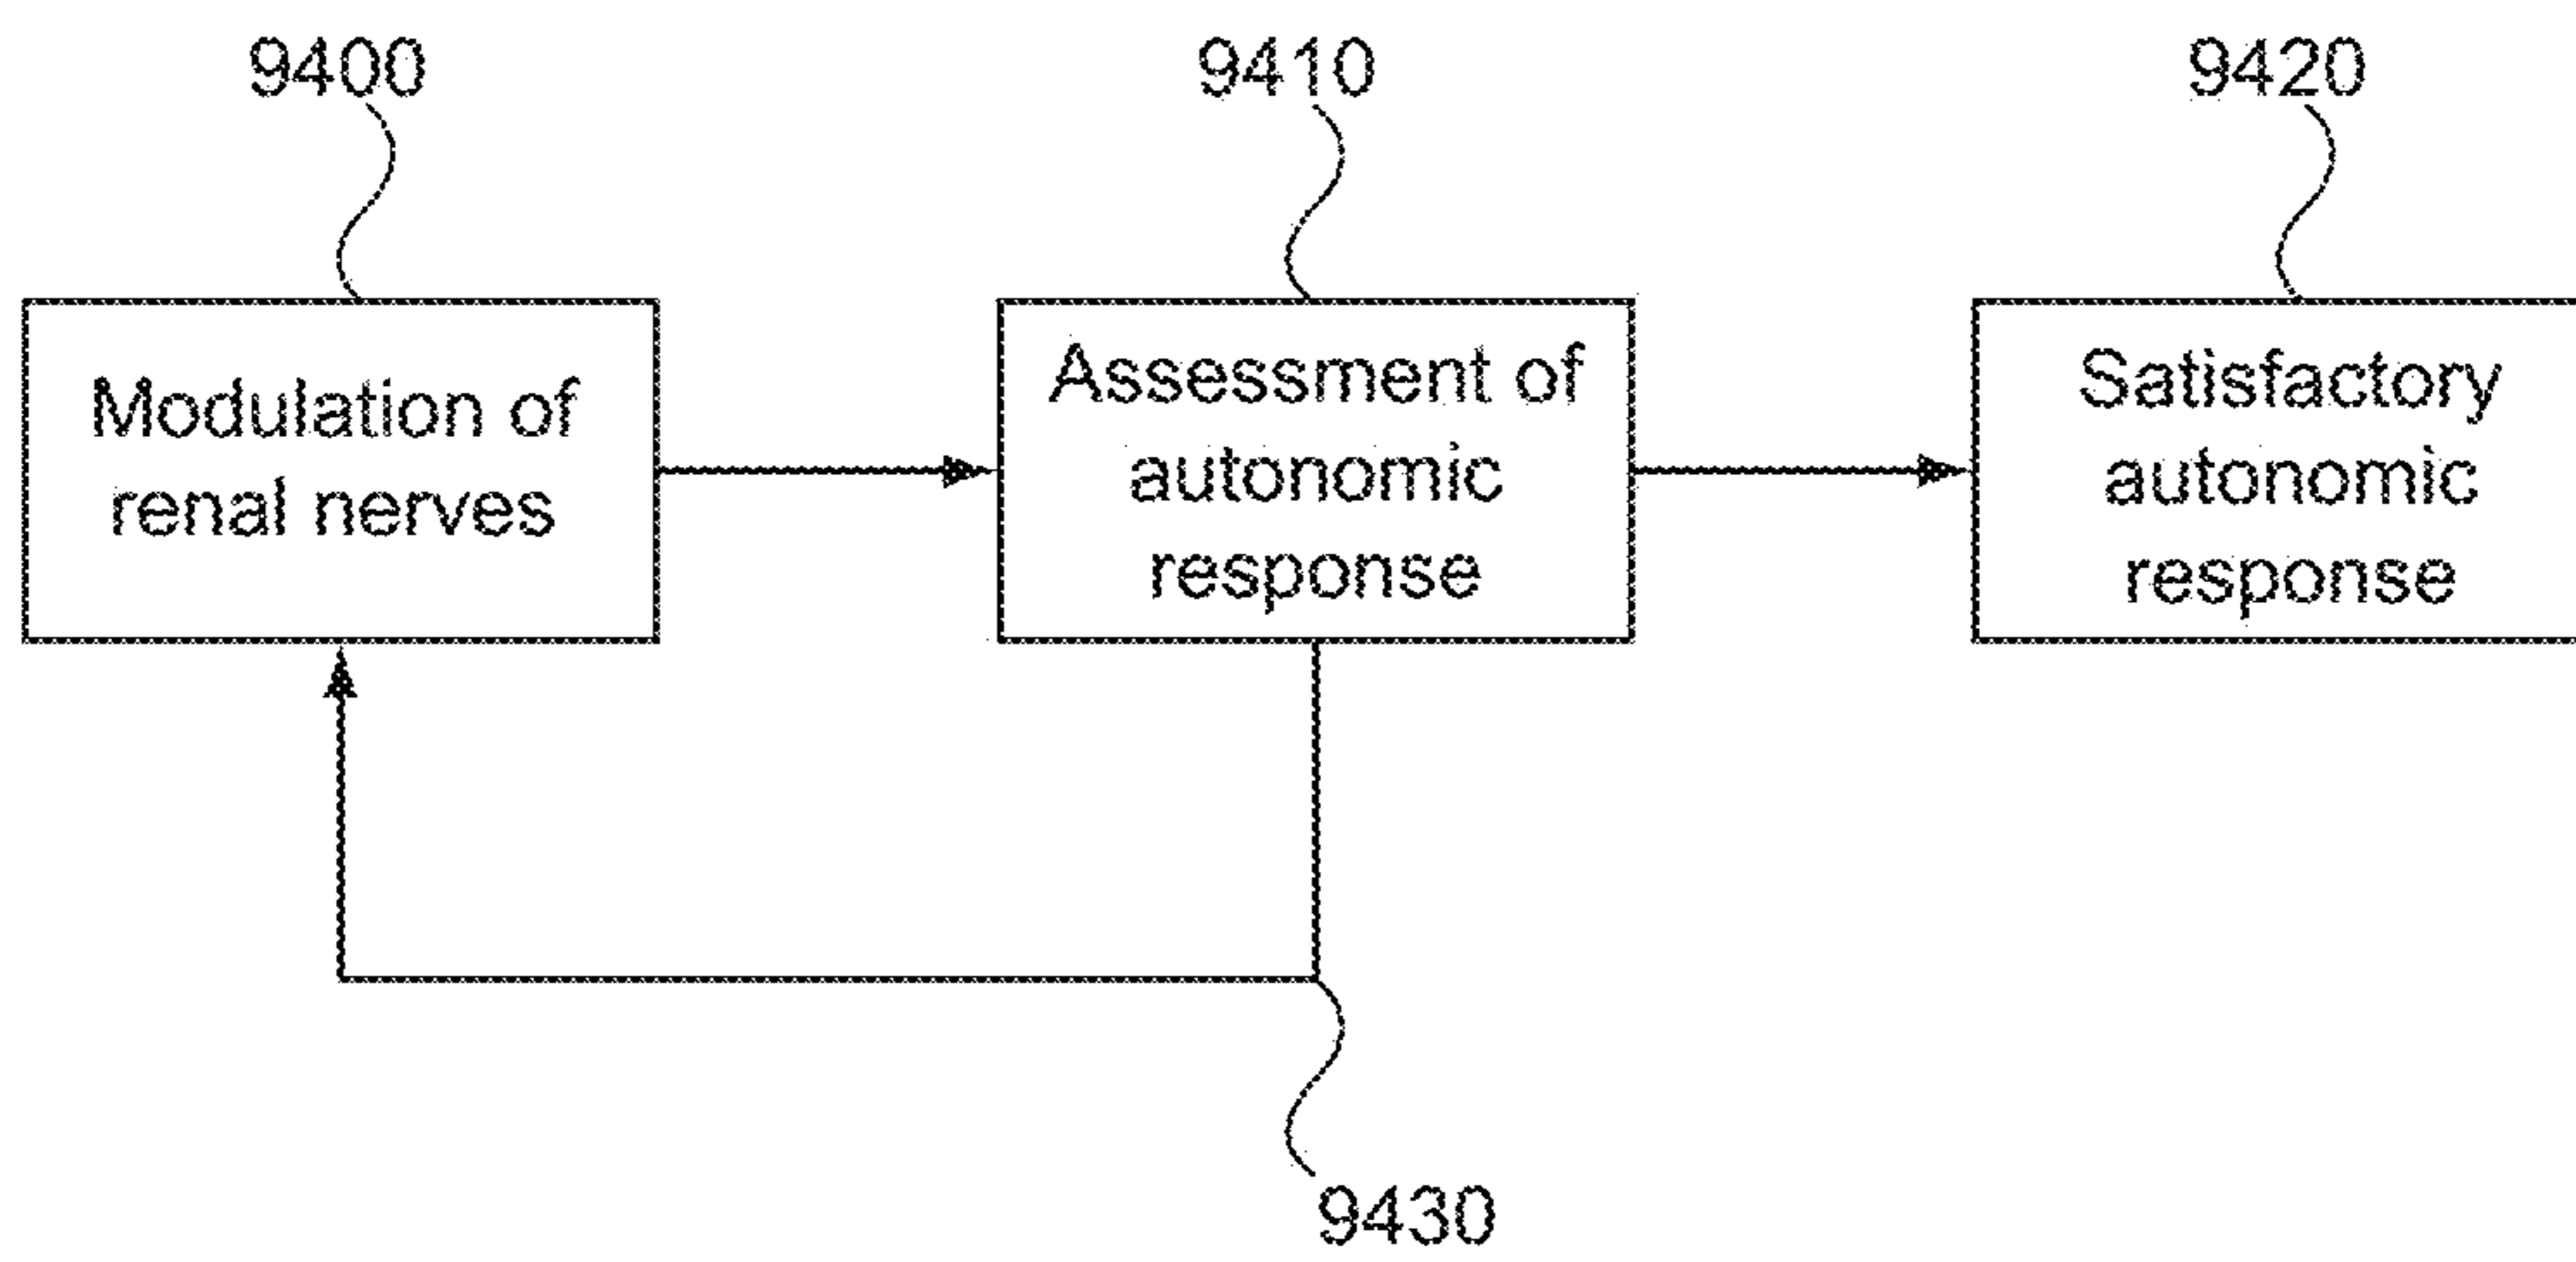 9400
9410
9420
Modulation of
renal nerves
Assessment of
autonomic
response
Satisfactory
autonomic
response
9430